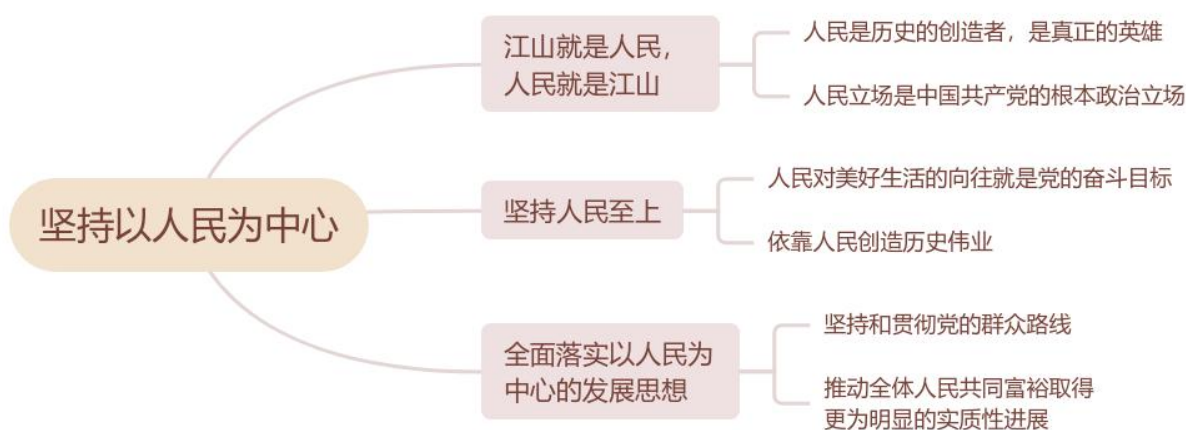 坚持以人民为中心
江山就是人民，
人民就是江山
人民是历史的创造者，是真正的英雄
人民立场是中国共产党的根本政治立场
坚持人民至上
人民对美好生活的向往就是党的奋斗目标
依靠人民创造历史伟业
全面落实以人民为
中心的发展思想
坚持和贯彻党的群众路线
推动全体人民共同富裕取得
更为明显的实质性进展